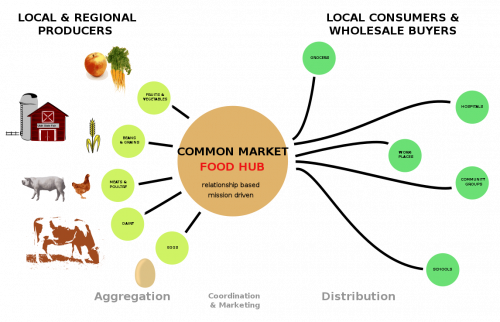 LOCAL & REGIONAL
PRODUCERS
LOCAL CONSUMERS &
WHOLESALE BUYERS
FRUITS &
VEGETABLES
GRAINS
& BEANS
MEATS &
POULTRY
DAIRY
EGGS
COMMON MARKET
FOOD HUB
relationship based
mission driven
GROCERS
HOSPITALS
WORK
PLACES
COMMUNITY
GROUPS
SCHOOLS
Aggregation
Coordination
& Marketing
Distribution